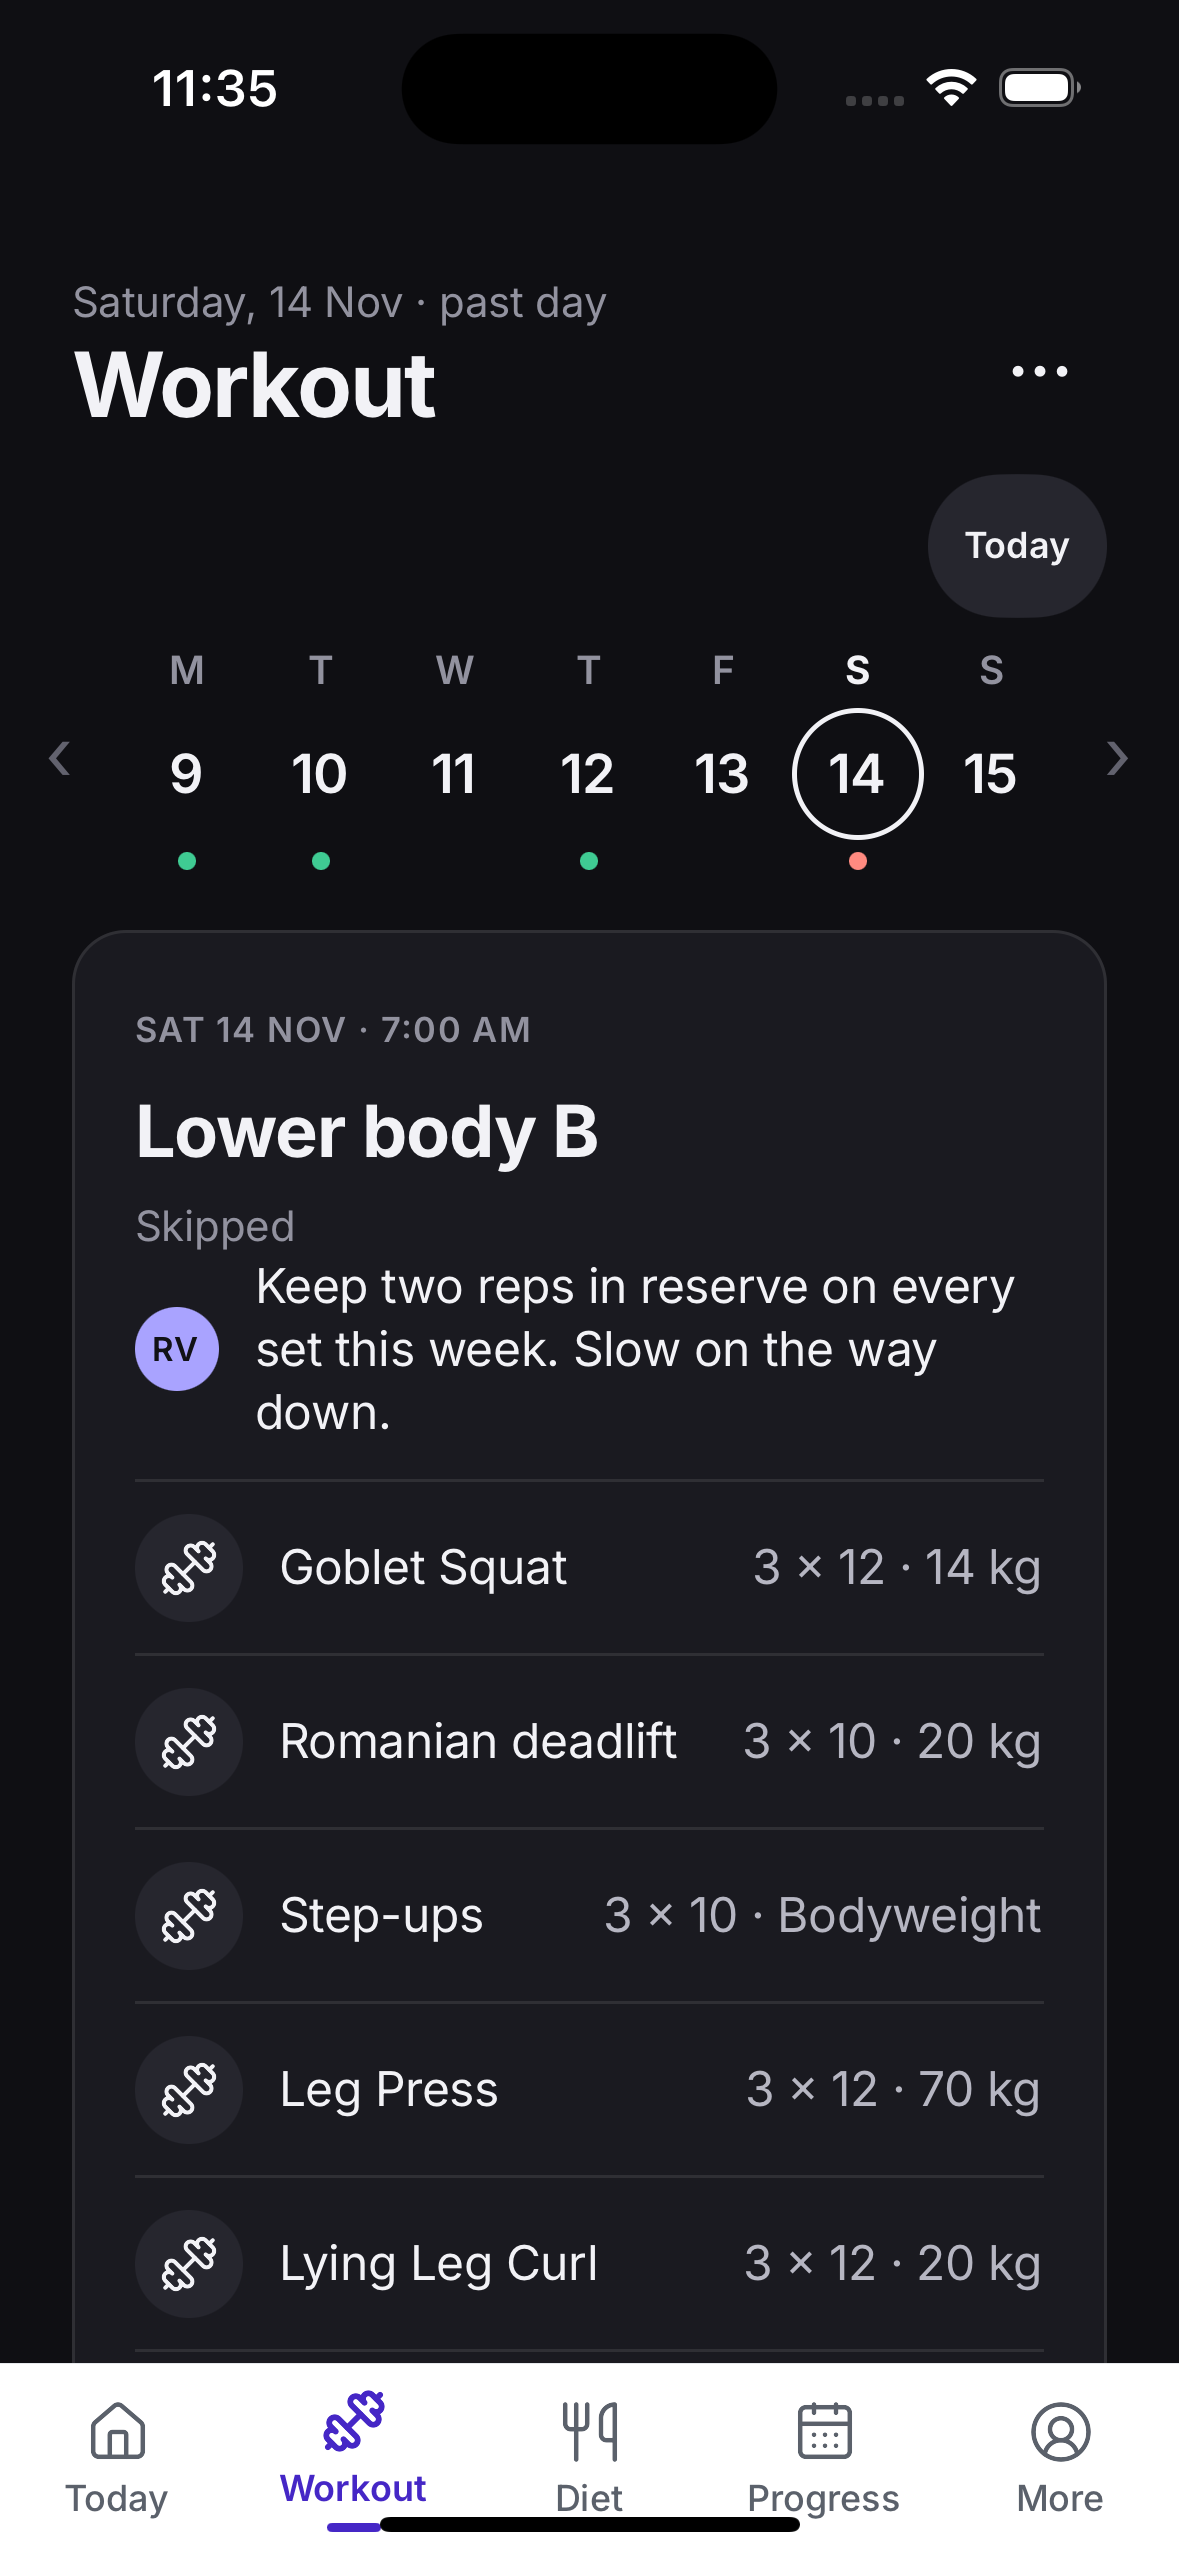 11:35
Saturday, 14 Nov · past day
Workout
Today
M T W T F S S
9 10 11 12 13 14 15
SAT 14 NOV · 7:00 AM
Lower body B
Skipped
RV
Keep two reps in reserve on every
set this week. Slow on the way
down.
Goblet Squat 3 × 12 · 14 kg
Romanian deadlift 3 × 10 · 20 kg
Step-ups 3 × 10 · Bodyweight
Leg Press 3 × 12 · 70 kg
Lying Leg Curl 3 × 12 · 20 kg
Today Workout Diet Progress More